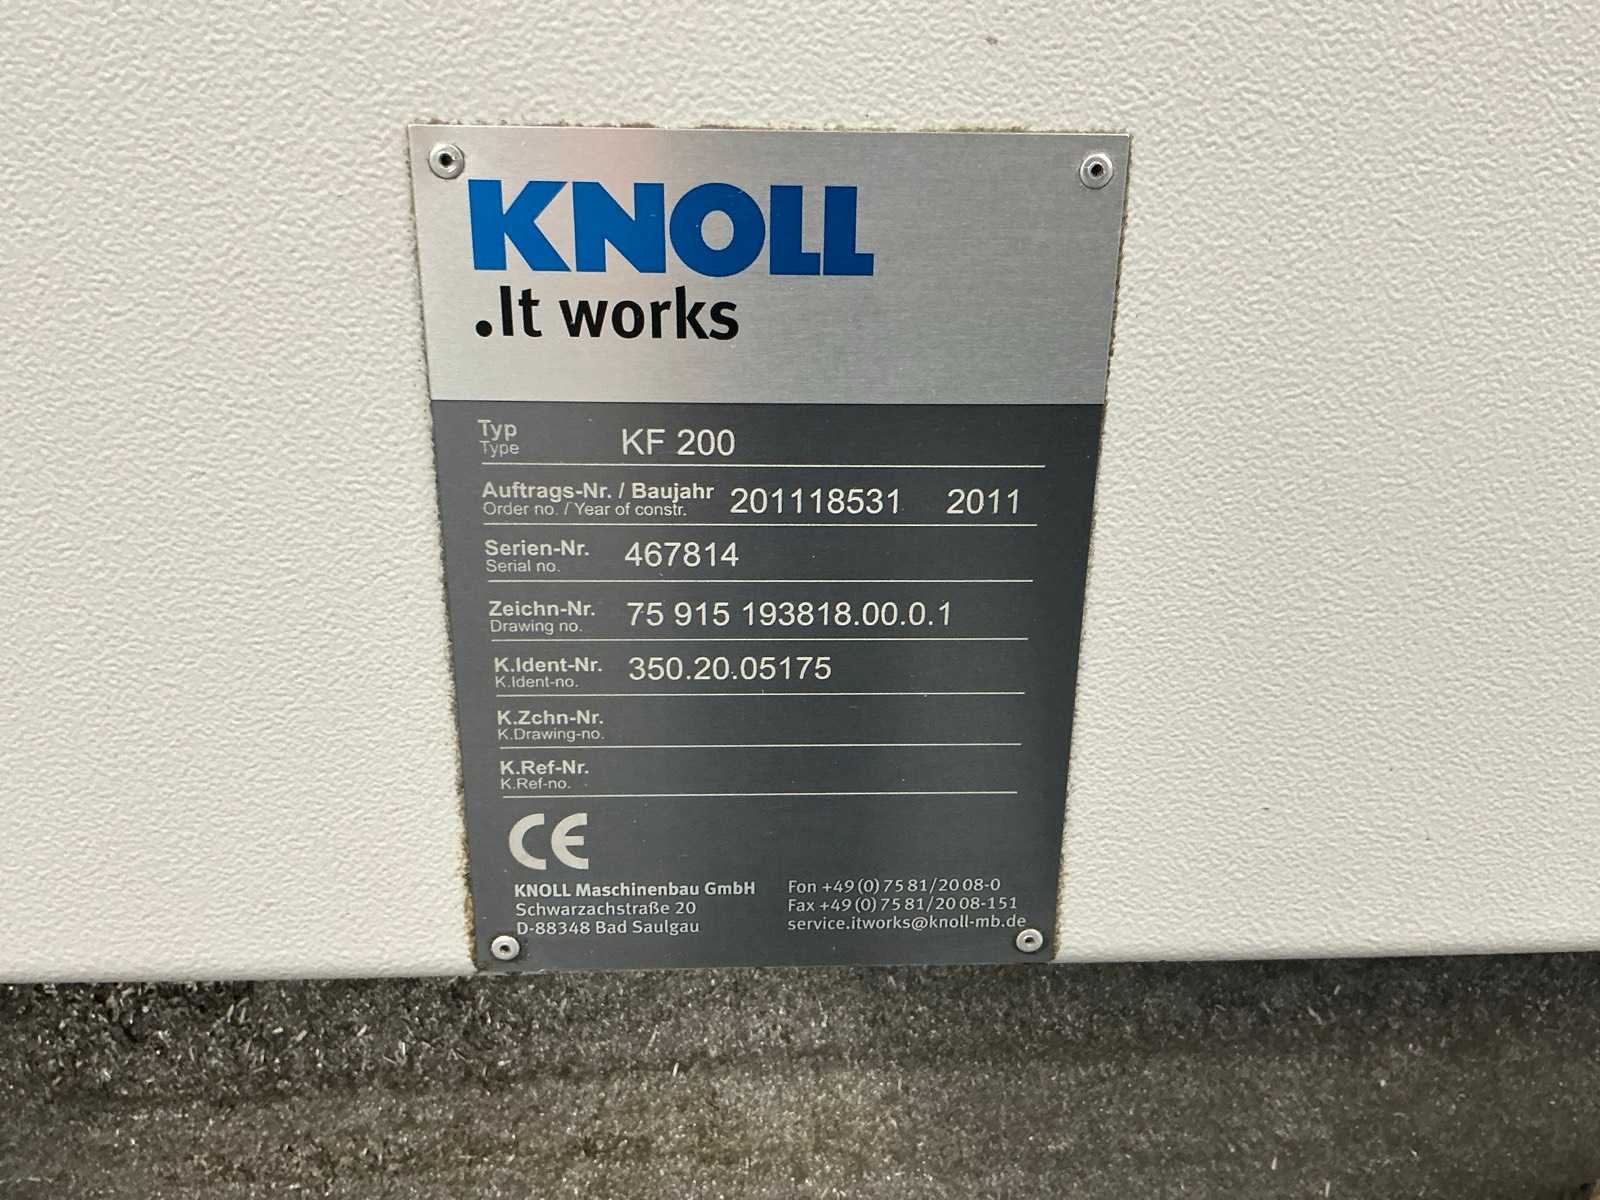 KNOLL
.It works
Typ KF 200
Type
Auftrags-Nr. / Baujahr 201118531 2011
Order no. / Year of constr.
Serien-Nr. 467814
Serial no.
Zeichn-Nr. 75 915 193818.00.0.1
Drawing no.
K.Ident-Nr. 350.20.05175
K.Ident-no.
K.Zchn-Nr.
K.Drawing-no.
K.Ref-Nr.
K.Ref-no.
CE
KNOLL Maschinenbau GmbH
Schwarzachstraße 20
D-88348 Bad Saulgau
Fon +49 (0) 75 81/20 08-0
Fax +49 (0) 75 81/20 08-151
service.itworks@knoll-mb.de